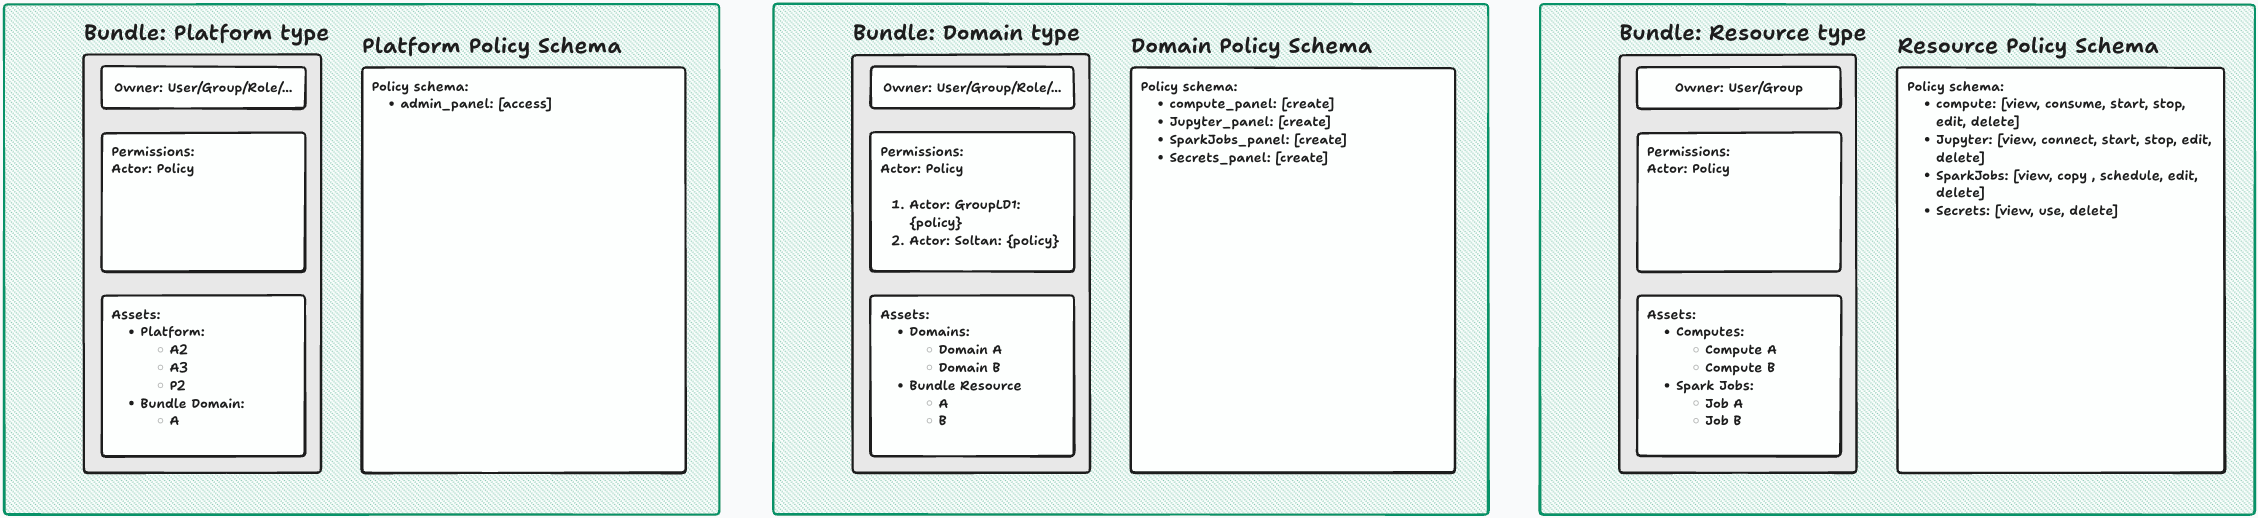 Bundle: Platform type
Owner: User/Group/Role/...
Permissions:
Actor: Policy
Assets:
• Platform:
◦ A2
◦ A3
◦ P2
• Bundle Domain:
◦ A
Platform Policy Schema
Policy schema:
• admin_panel: [access]
Bundle: Domain type
Owner: User/Group/Role/...
Permissions:
Actor: Policy
1. Actor: GroupLD1:
{policy}
2. Actor: Soltan: {policy}
Assets:
• Domains:
◦ Domain A
◦ Domain B
• Bundle Resource
◦ A
◦ B
Domain Policy Schema
Policy schema:
• compute_panel: [create]
• Jupyter_panel: [create]
• SparkJobs_panel: [create]
• Secrets_panel: [create]
Bundle: Resource type
Owner: User/Group
Permissions:
Actor: Policy
Assets:
• Computes:
◦ Compute A
◦ Compute B
• Spark Jobs:
◦ Job A
◦ Job B
Resource Policy Schema
Policy schema:
• compute: [view, consume, start, stop,
edit, delete]
• Jupyter: [view, connect, start, stop, edit,
delete]
• SparkJobs: [view, copy , schedule, edit,
delete]
• Secrets: [view, use, delete]